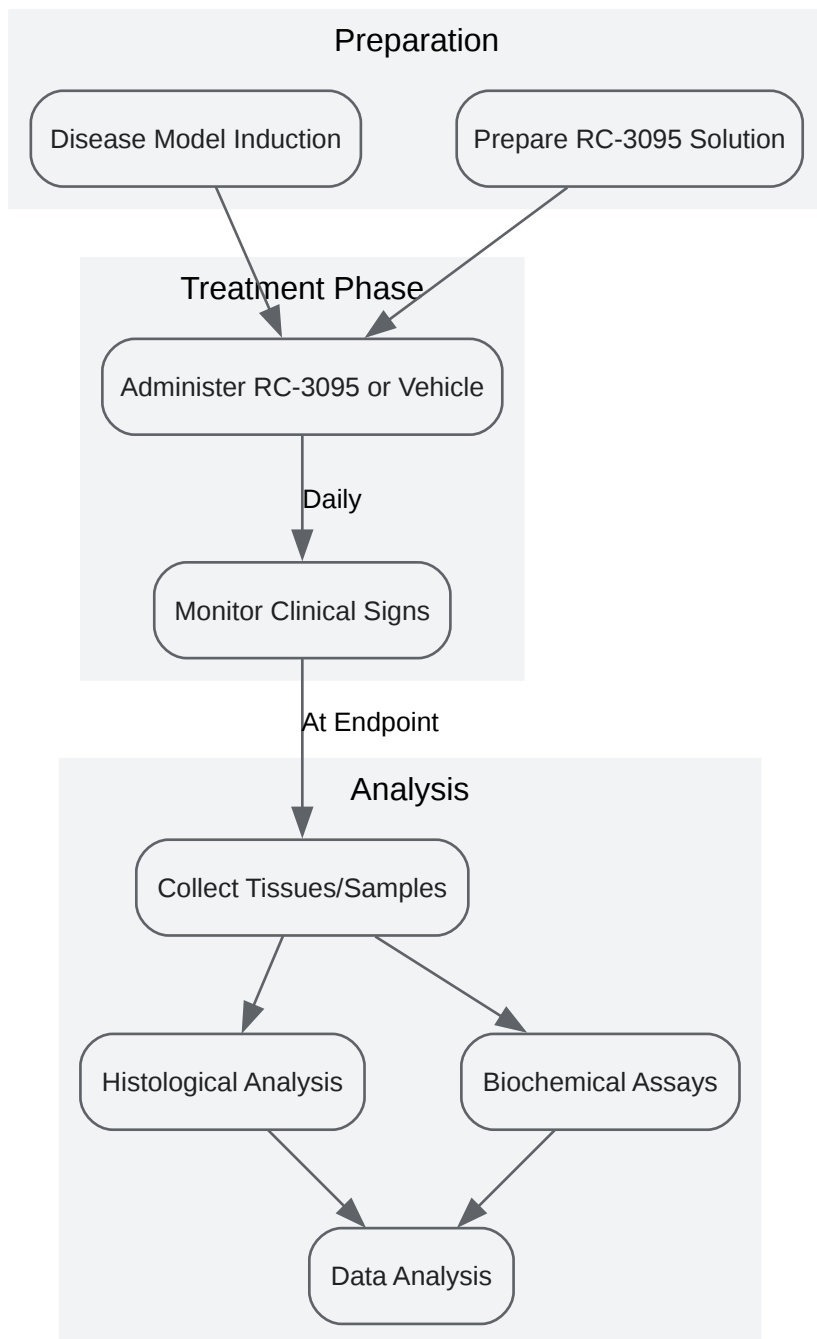 Preparation
Disease Model Induction
Prepare RC-3095 Solution
Treatment Phase
Administer RC-3095 or Vehicle
Daily
Monitor Clinical Signs
At Endpoint
Analysis
Collect Tissues/Samples
Histological Analysis
Biochemical Assays
Data Analysis